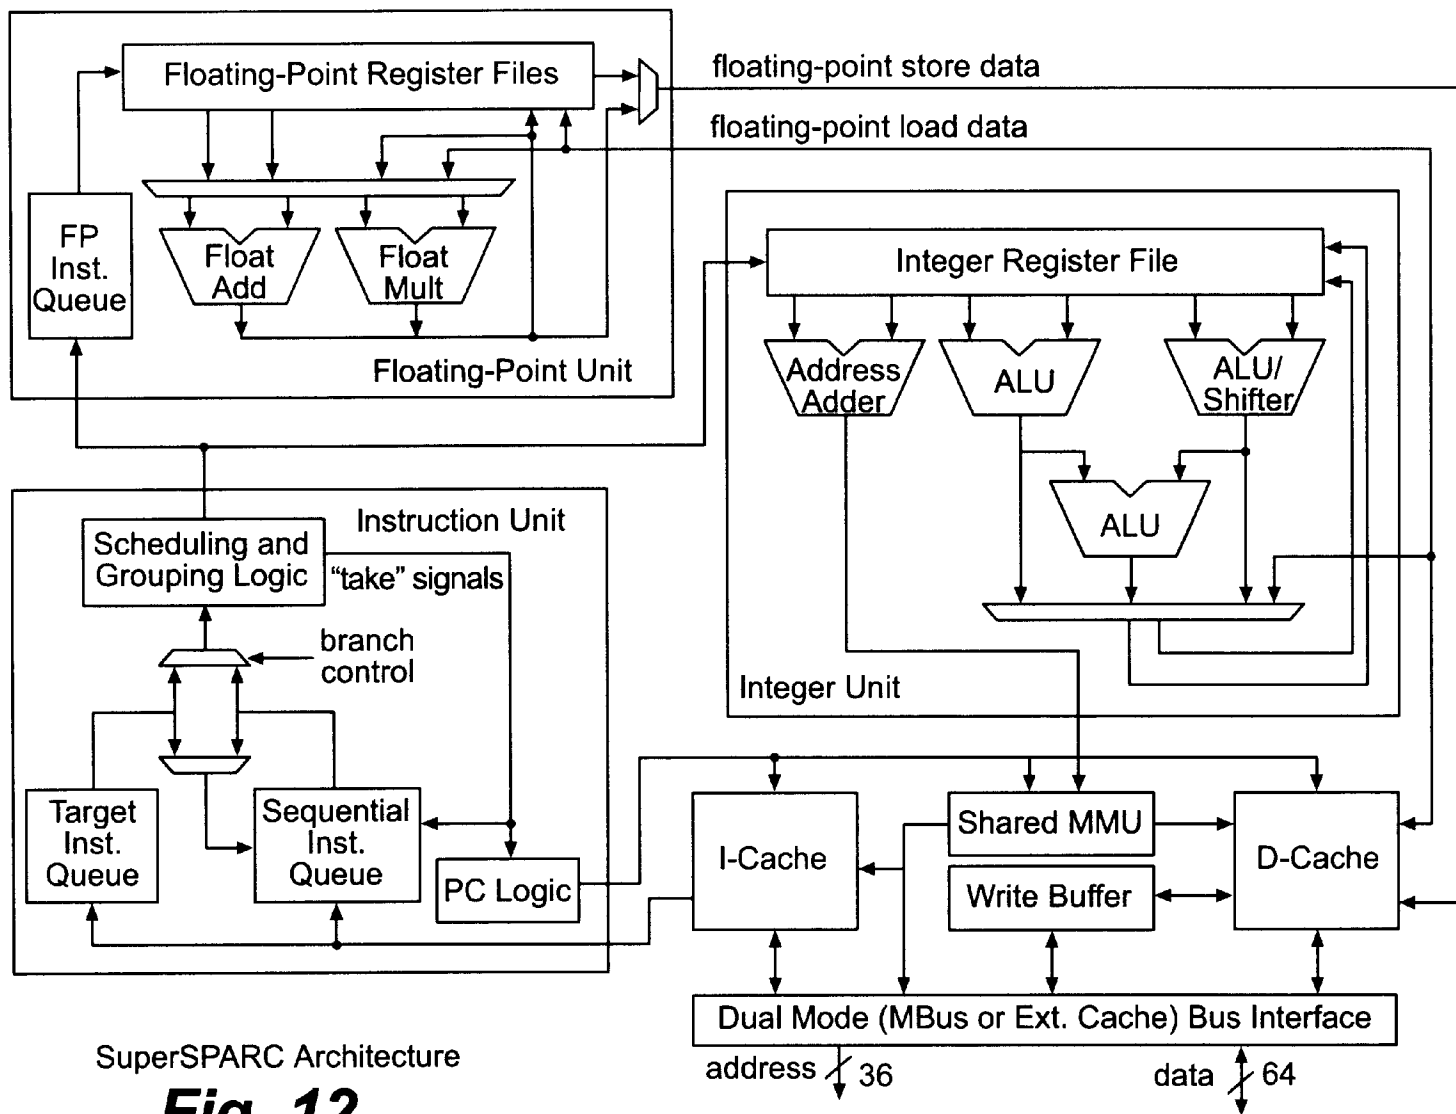 Floating-Point Register Files
floating-point store data
floating-point load data
FP
Inst.
Queue
Float
Add
Float
Mult
Floating-Point Unit
Integer Register File
Address
Adder
ALU
ALU/
Shifter
ALU
Integer Unit
Instruction Unit
Scheduling and
Grouping Logic
“take” signals
branch
control
Target
Inst.
Queue
Sequential
Inst.
Queue
PC Logic
I-Cache
Shared MMU
Write Buffer
D-Cache
Dual Mode (MBus or Ext. Cache) Bus Interface
address 36
data 64
SuperSPARC Architecture
Fig. 12